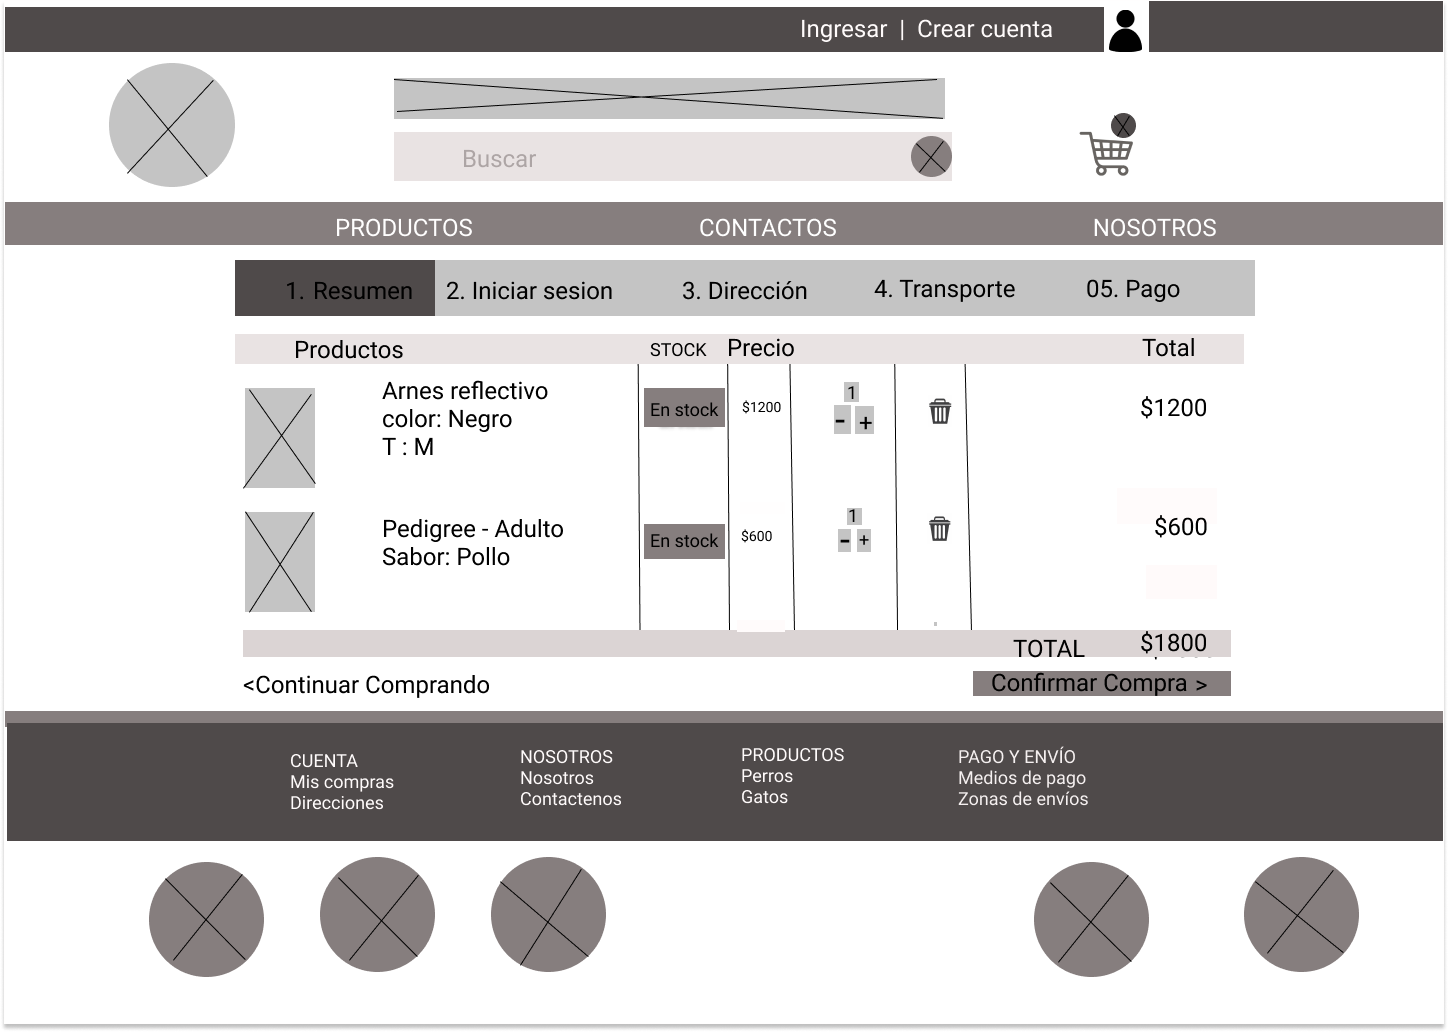 Ingresar | Crear cuenta
Buscar
PRODUCTOS CONTACTOS NOSOTROS
1. Resumen 2. Iniciar sesion 3. Dirección 4. Transporte 05. Pago
Productos STOCK Precio Total
Arnes reflectivo
color: Negro
T : M
En stock $1200 1 - + $1200
Pedigree - Adulto
Sabor: Pollo
En stock $600 1 - + $600
TOTAL $1800
<Continuar Comprando Confirmar Compra >
CUENTA
Mis compras
Direcciones
NOSOTROS
Nosotros
Contactenos
PRODUCTOS
Perros
Gatos
PAGO Y ENVÍO
Medios de pago
Zonas de envíos